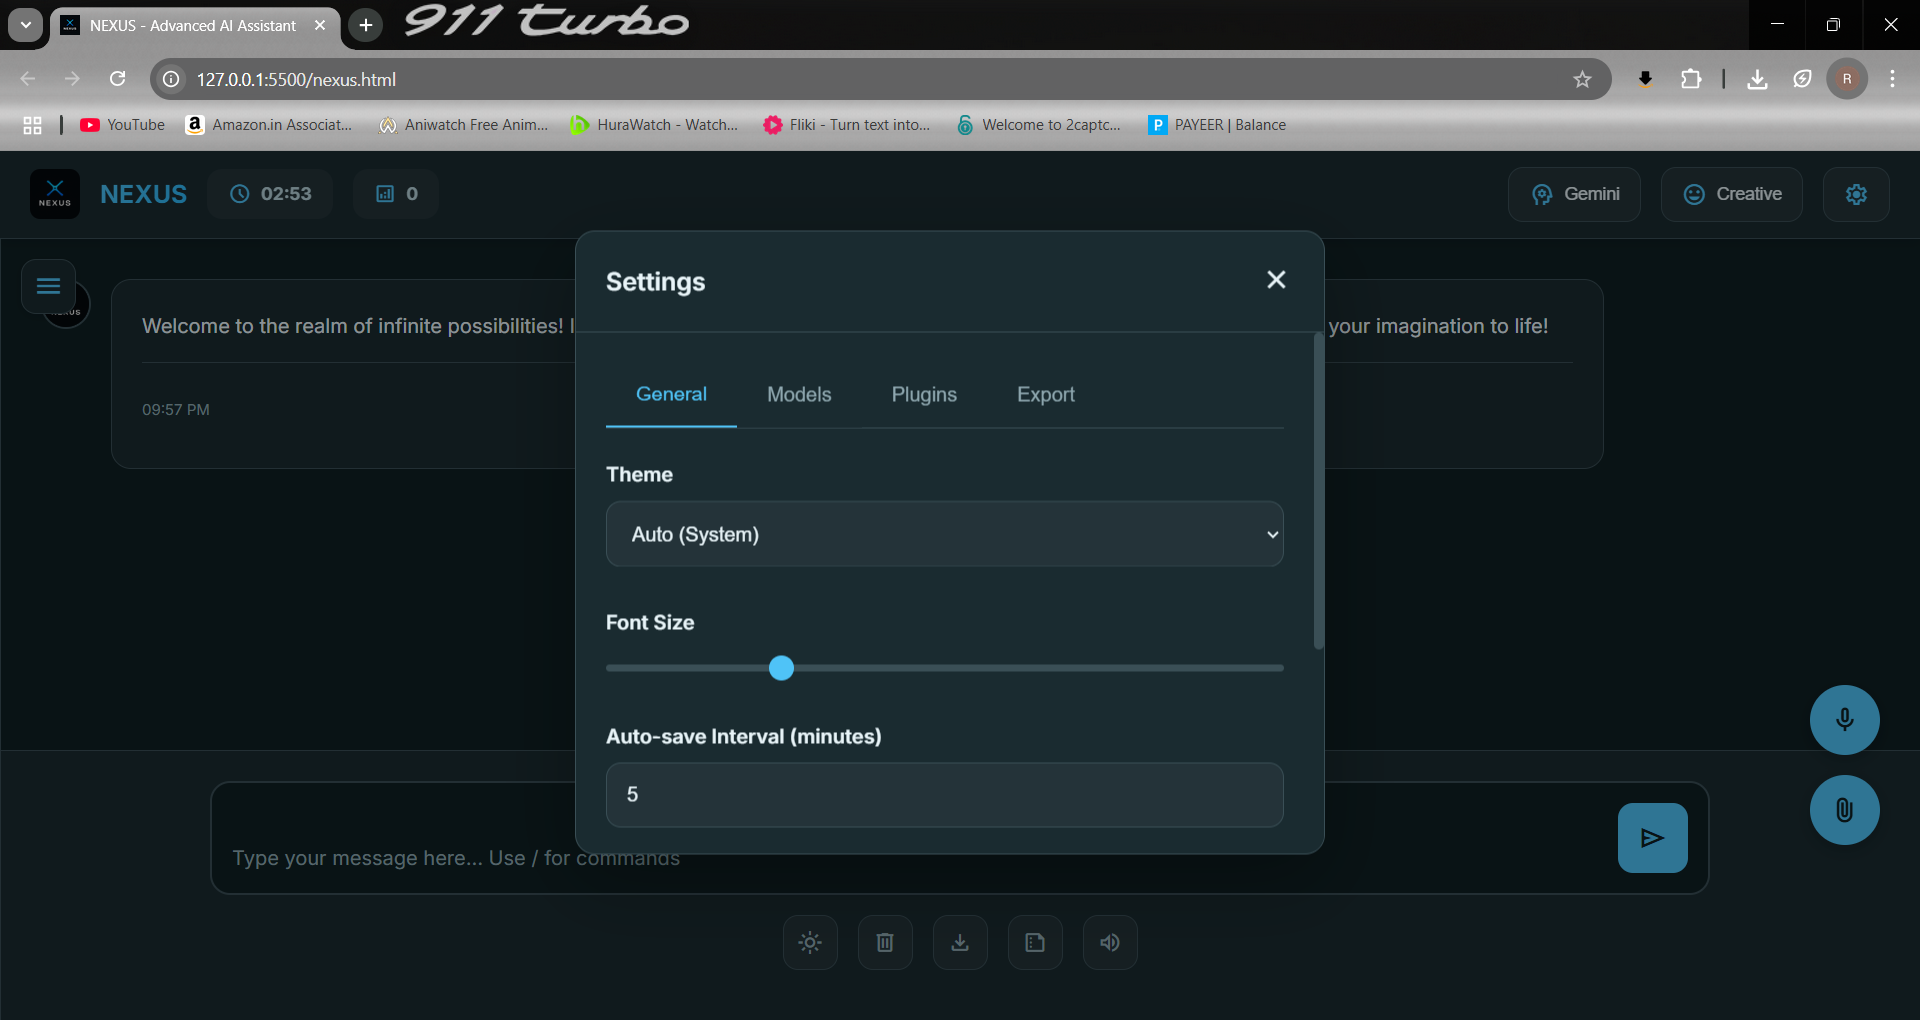 NEXUS - Advanced AI Assistant
911 turbo
127.0.0.1:5500/nexus.html
R
YouTube
Amazon.in Associat...
Aniwatch Free Anim...
HuraWatch - Watch...
Fliki - Turn text into...
Welcome to 2captc...
PAYEER | Balance
NEXUS
NEXUS
02:53
0
Gemini
Creative
Settings
Welcome to the realm of infinite possibilities! I
your imagination to life!
09:57 PM
General
Models
Plugins
Export
Theme
Auto (System)
Font Size
Auto-save Interval (minutes)
5
Type your message here... Use / for commands